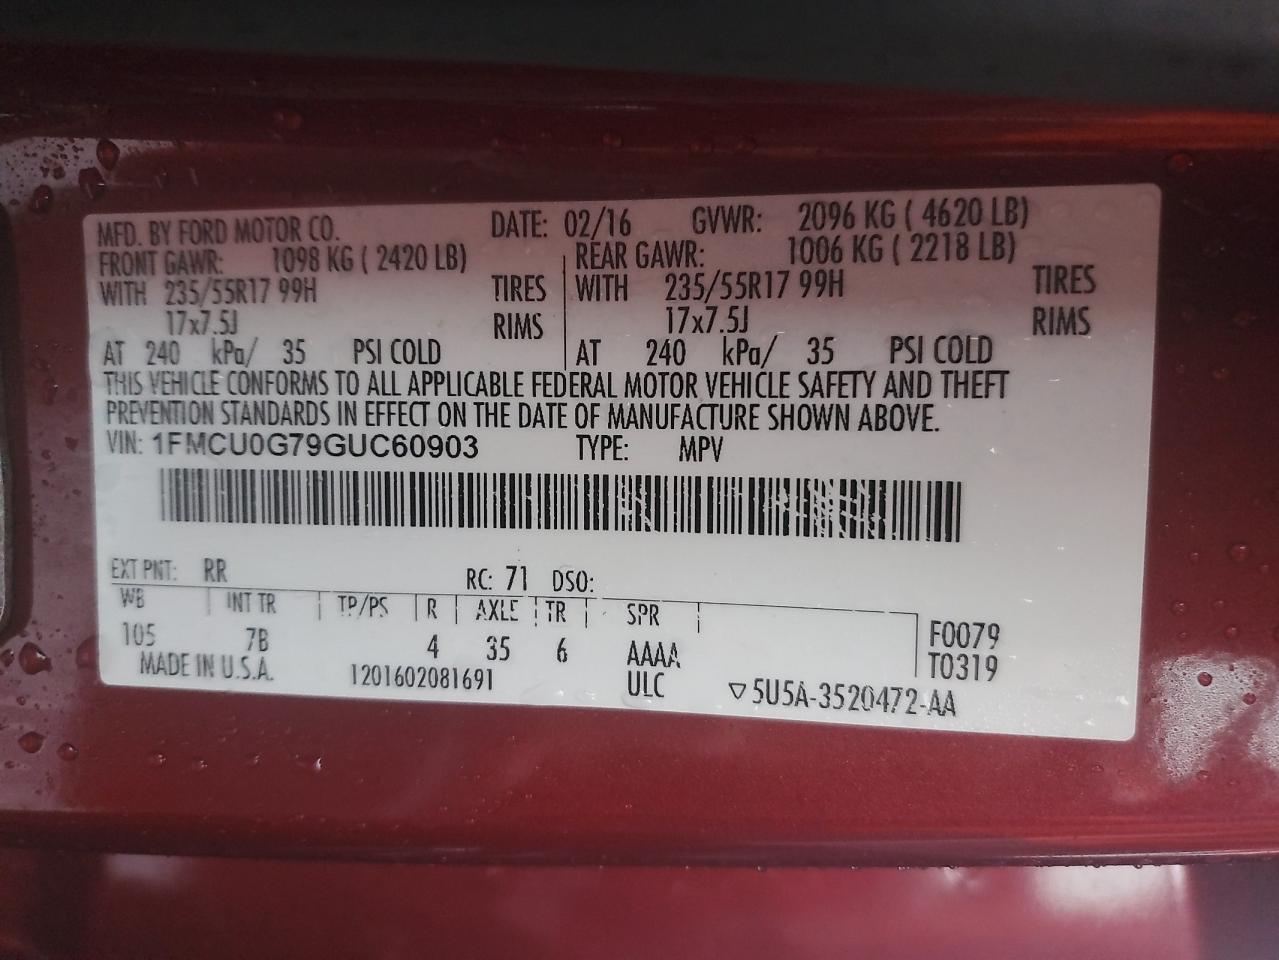 MFD. BY FORD MOTOR CO. DATE: 02/16 GVWR: 2096 KG ( 4620 LB)
FRONT GAWR: 1098 KG ( 2420 LB) REAR GAWR: 1006 KG ( 2218 LB)
WITH 235/55R17 99H TIRES WITH 235/55R17 99H TIRES
17x7.5J RIMS 17x7.5J RIMS
AT 240 kPa/ 35 PSI COLD AT 240 kPa/ 35 PSI COLD
THIS VEHICLE CONFORMS TO ALL APPLICABLE FEDERAL MOTOR VEHICLE SAFETY AND THEFT
PREVENTION STANDARDS IN EFFECT ON THE DATE OF MANUFACTURE SHOWN ABOVE.
VIN: 1FMCU0G79GUC60903 TYPE: MPV
EXT PNT: RR RC: 71 DSO:
WB INT TR TP/PS R AXLE TR SPR
105 7B 4 35 6 AAAA F0079
T0319
MADE IN U.S.A. 1201602081691 ULC ▽5U5A-3520472-AA